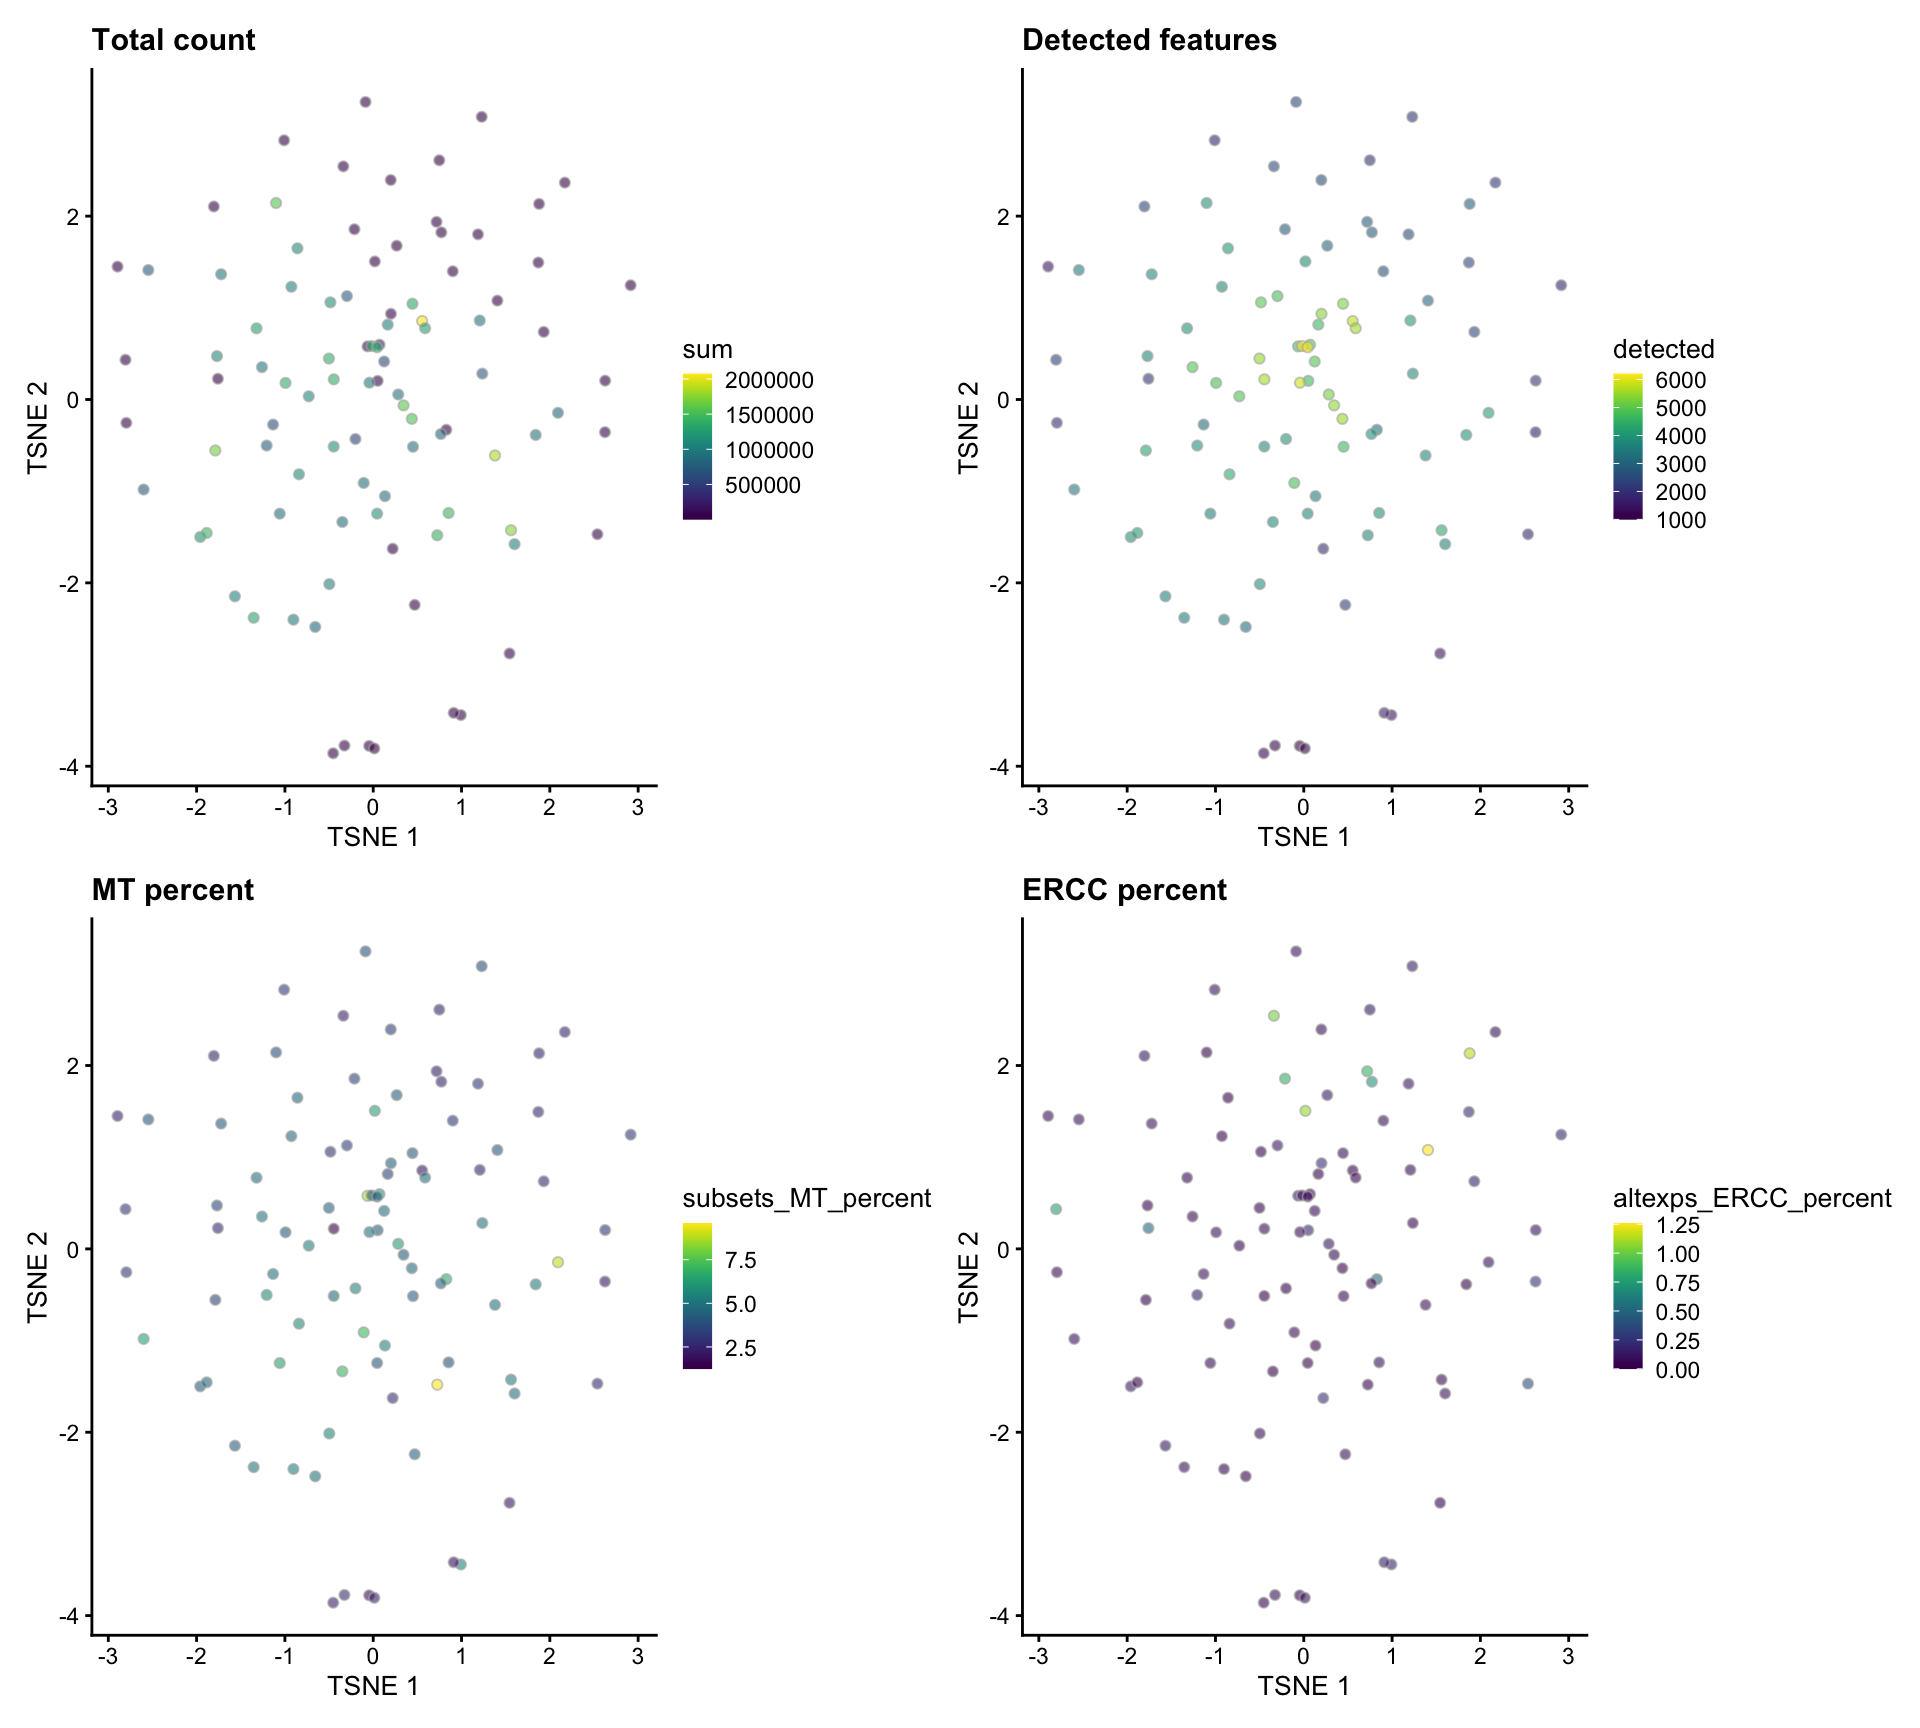 Total count
2
0
-2
-4
TSNE 2
-3 -2 -1 0 1 2 3
TSNE 1
sum
2000000
1500000
1000000
500000
Detected features
2
0
-2
-4
TSNE 2
-3 -2 -1 0 1 2 3
TSNE 1
detected
6000
5000
4000
3000
2000
1000
MT percent
2
0
-2
-4
TSNE 2
-3 -2 -1 0 1 2 3
TSNE 1
subsets_MT_percent
7.5
5.0
2.5
ERCC percent
2
0
-2
-4
TSNE 2
-3 -2 -1 0 1 2 3
TSNE 1
altexps_ERCC_percent
1.25
1.00
0.75
0.50
0.25
0.00